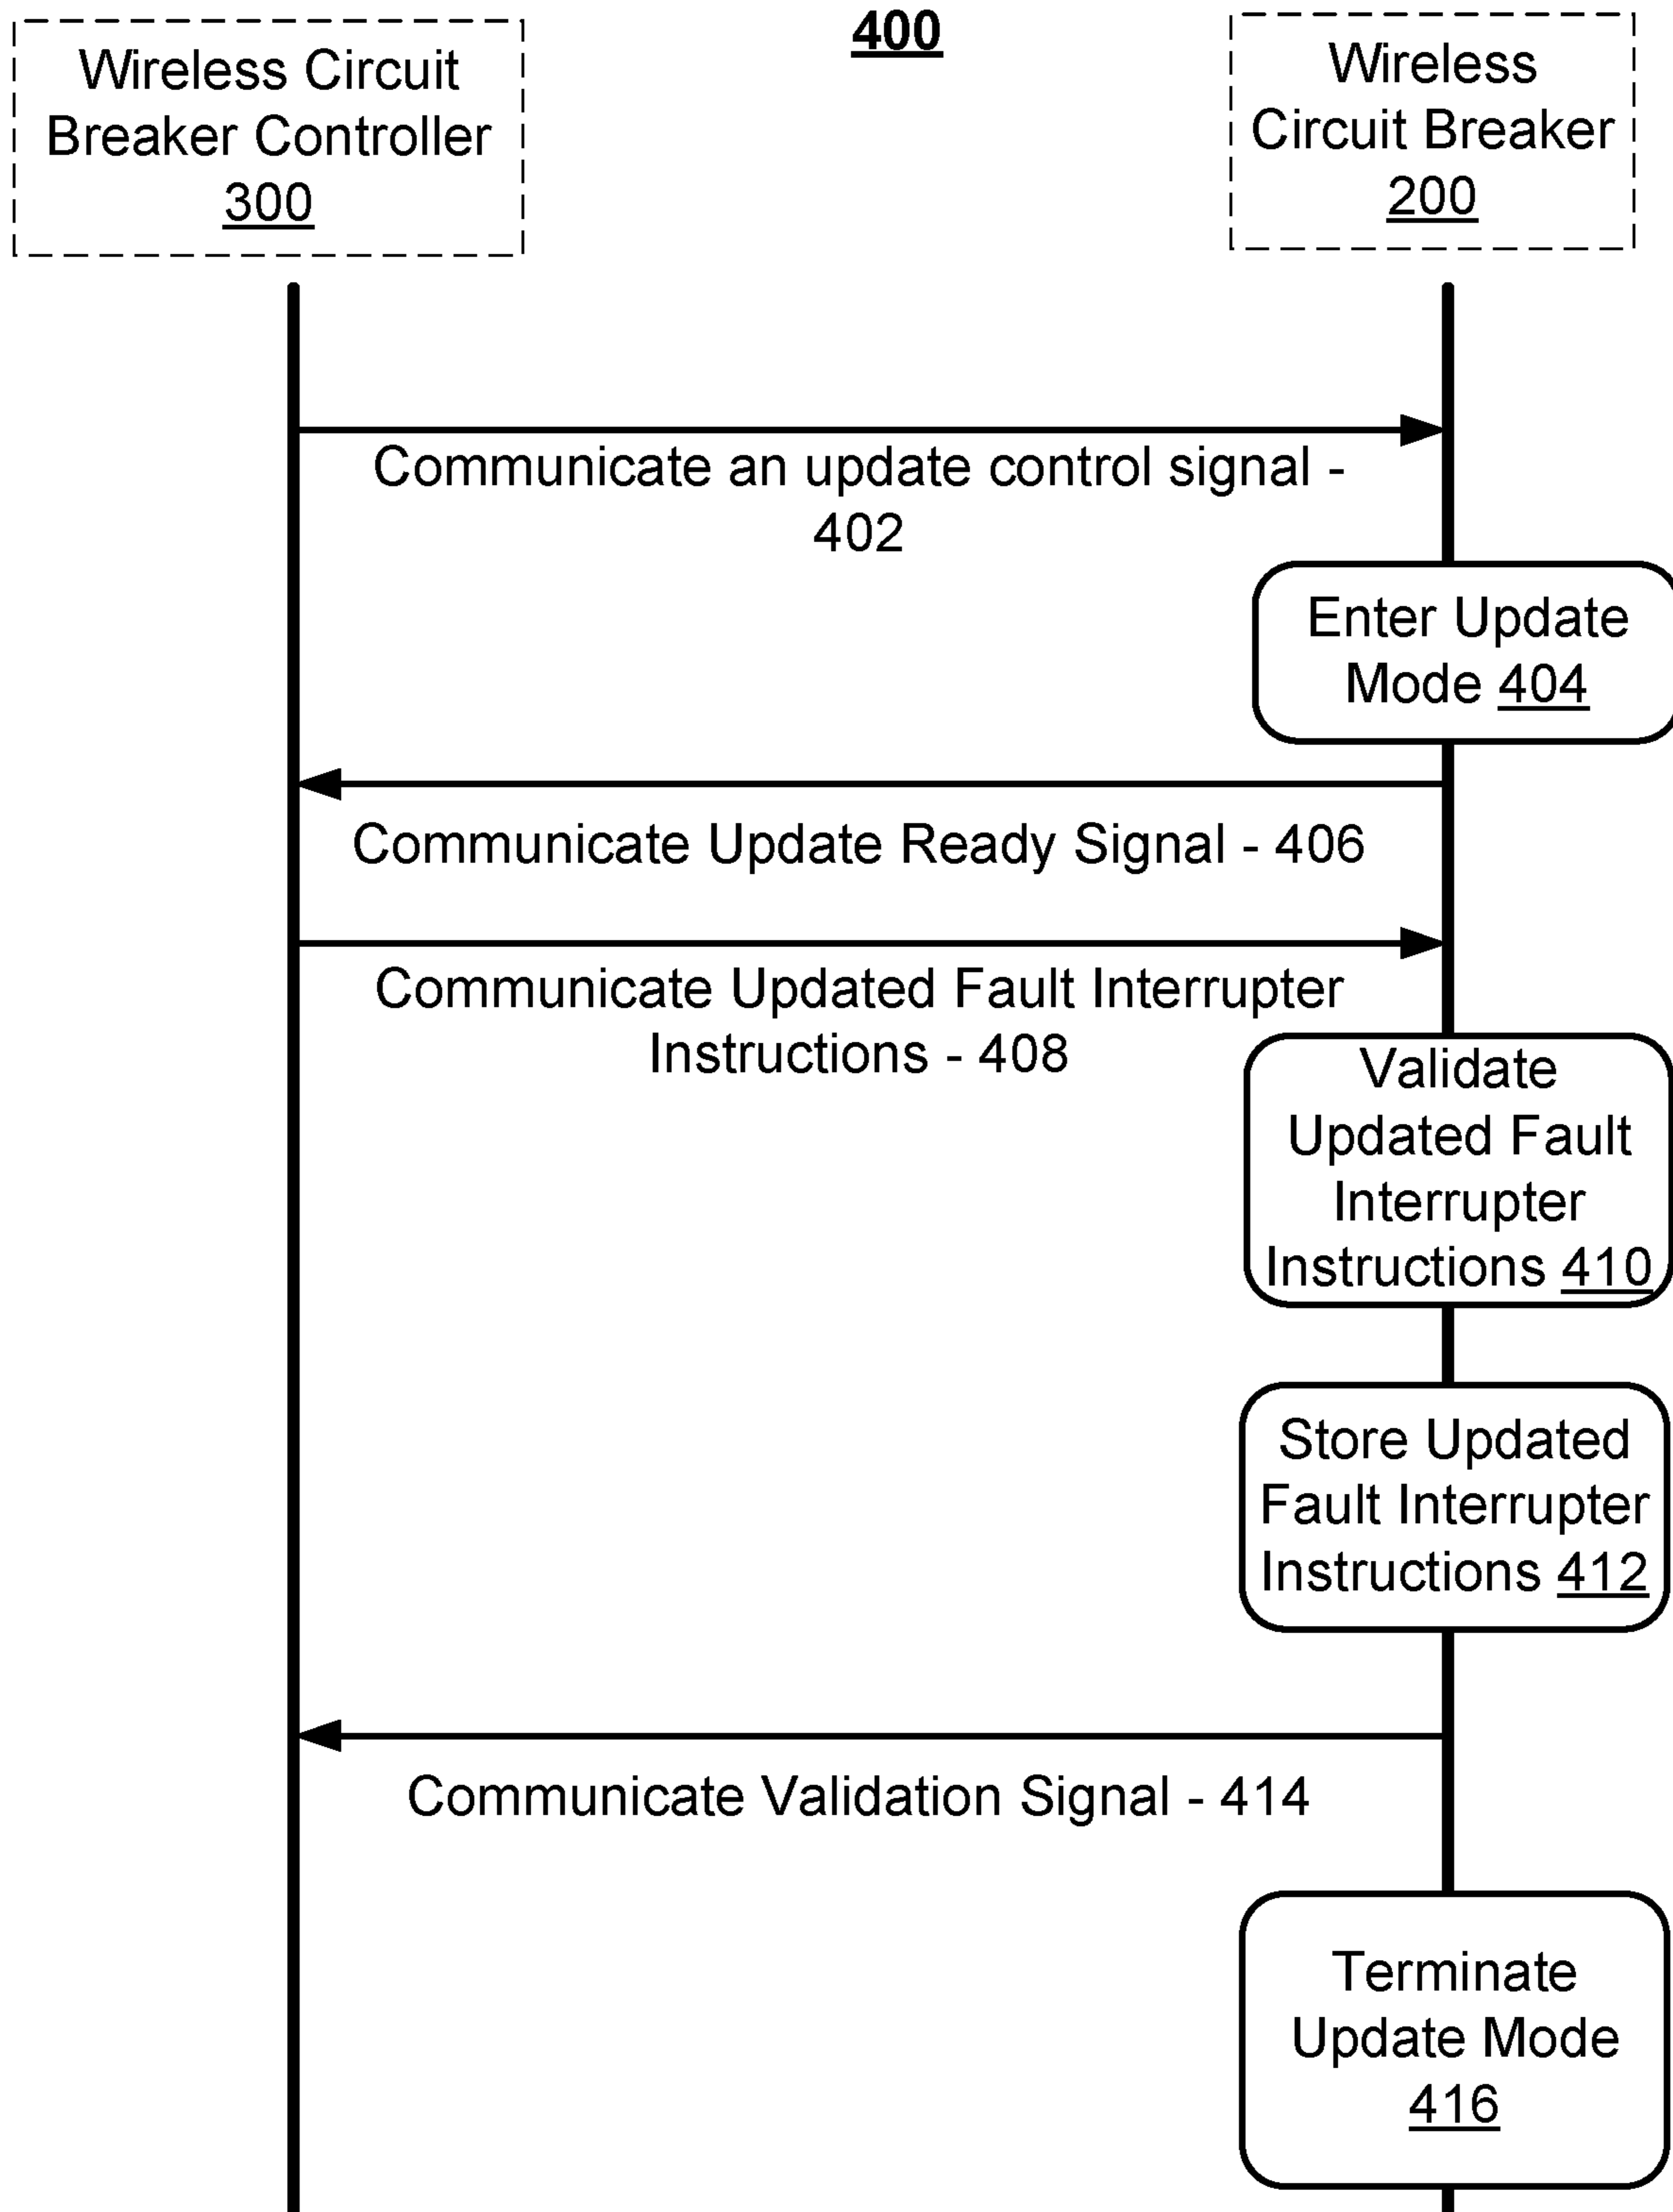 400
Wireless Circuit
Breaker Controller
300
Wireless
Circuit Breaker
200
Communicate an update control signal -
402
Enter Update
Mode 404
Communicate Update Ready Signal - 406
Communicate Updated Fault Interrupter
Instructions - 408
Validate
Updated Fault
Interrupter
Instructions 410
Store Updated
Fault Interrupter
Instructions 412
Communicate Validation Signal - 414
Terminate
Update Mode
416